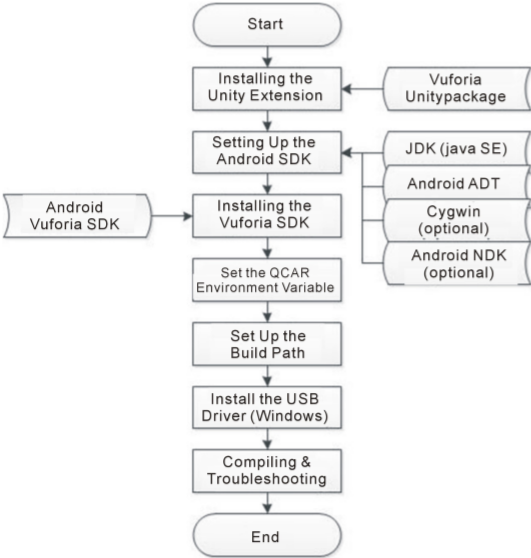 Start
Installing the
Unity Extension
Vuforia
Unitypackage
Setting Up the
Android SDK
JDK (java SE)
Android ADT
Cygwin
(optional)
Android NDK
(optional)
Android
Vuforia SDK
Installing the
Vuforia SDK
Set the QCAR
Environment Variable
Set Up the
Build Path
Install the USB
Driver (Windows)
Compiling &
Troubleshooting
End